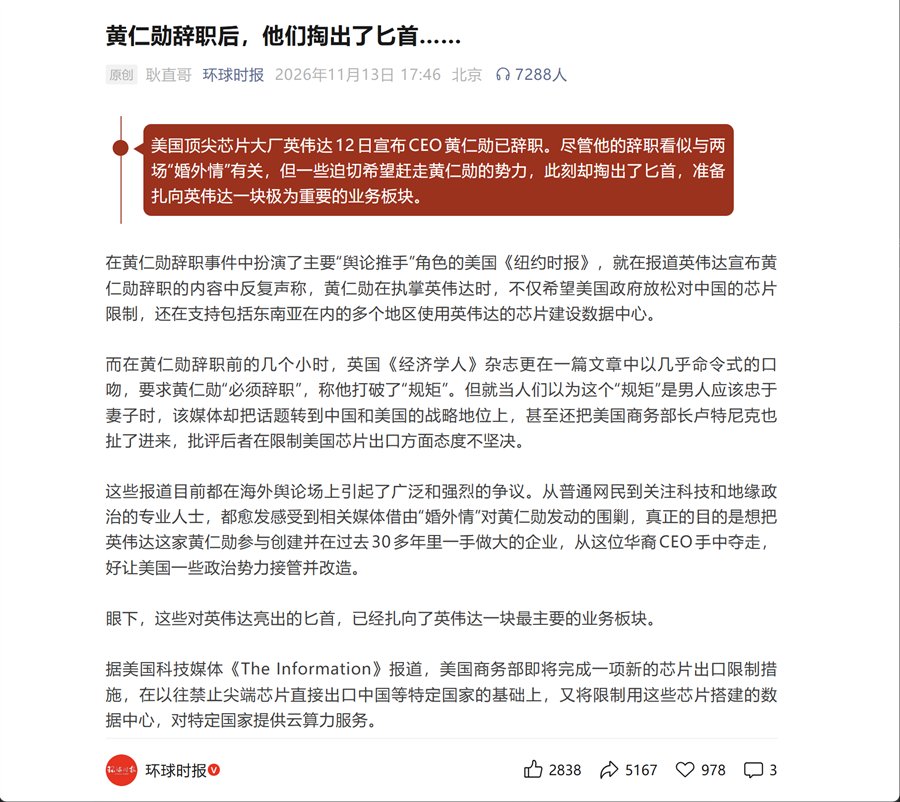 黄仁勋辞职后，他们掏出了匕首……
原创 耿直哥 环球时报 2026年11月13日 17:46 北京 7288人
美国顶尖芯片大厂英伟达12日宣布CEO黄仁勋已辞职。尽管他的辞职看似与两
场“婚外情”有关，但一些迫切希望赶走黄仁勋的势力，此刻却掏出了匕首，准备
扎向英伟达一块极为重要的业务板块。
在黄仁勋辞职事件中扮演了主要“舆论推手”角色的美国《纽约时报》，就在报道英伟达宣布黄
仁勋辞职的内容中反复声称，黄仁勋在执掌英伟达时，不仅希望美国政府放松对中国的芯片
限制，还在支持包括东南亚在内的多个地区使用英伟达的芯片建设数据中心。
而在黄仁勋辞职前的几个小时，英国《经济学人》杂志更在一篇文章中以几乎命令式的口
吻，要求黄仁勋“必须辞职”，称他打破了“规矩”。但就当人们以为这个“规矩”是男人应该忠于
妻子时，该媒体却把话题转到中国和美国的战略地位上，甚至还把美国商务部长卢特尼克也
扯了进来，批评后者在限制美国芯片出口方面态度不坚决。
这些报道目前都在海外舆论场上引起了广泛和强烈的争议。从普通网民到关注科技和地缘政
治的专业人士，都愈发感受到相关媒体借由“婚外情”对黄仁勋发动的围剿，真正的目的是想把
英伟达这家黄仁勋参与创建并在过去30多年里一手做大的企业，从这位华裔CEO手中夺走，
好让美国一些政治势力接管并改造。
眼下，这些对英伟达亮出的匕首，已经扎向了英伟达一块最主要的业务板块。
据美国科技媒体《The Information》报道，美国商务部即将完成一项新的芯片出口限制措
施，在以往禁止尖端芯片直接出口中国等特定国家的基础上，又将限制用这些芯片搭建的数
据中心，对特定国家提供云算力服务。
环球时报 环球时报 2838 5167 978 3